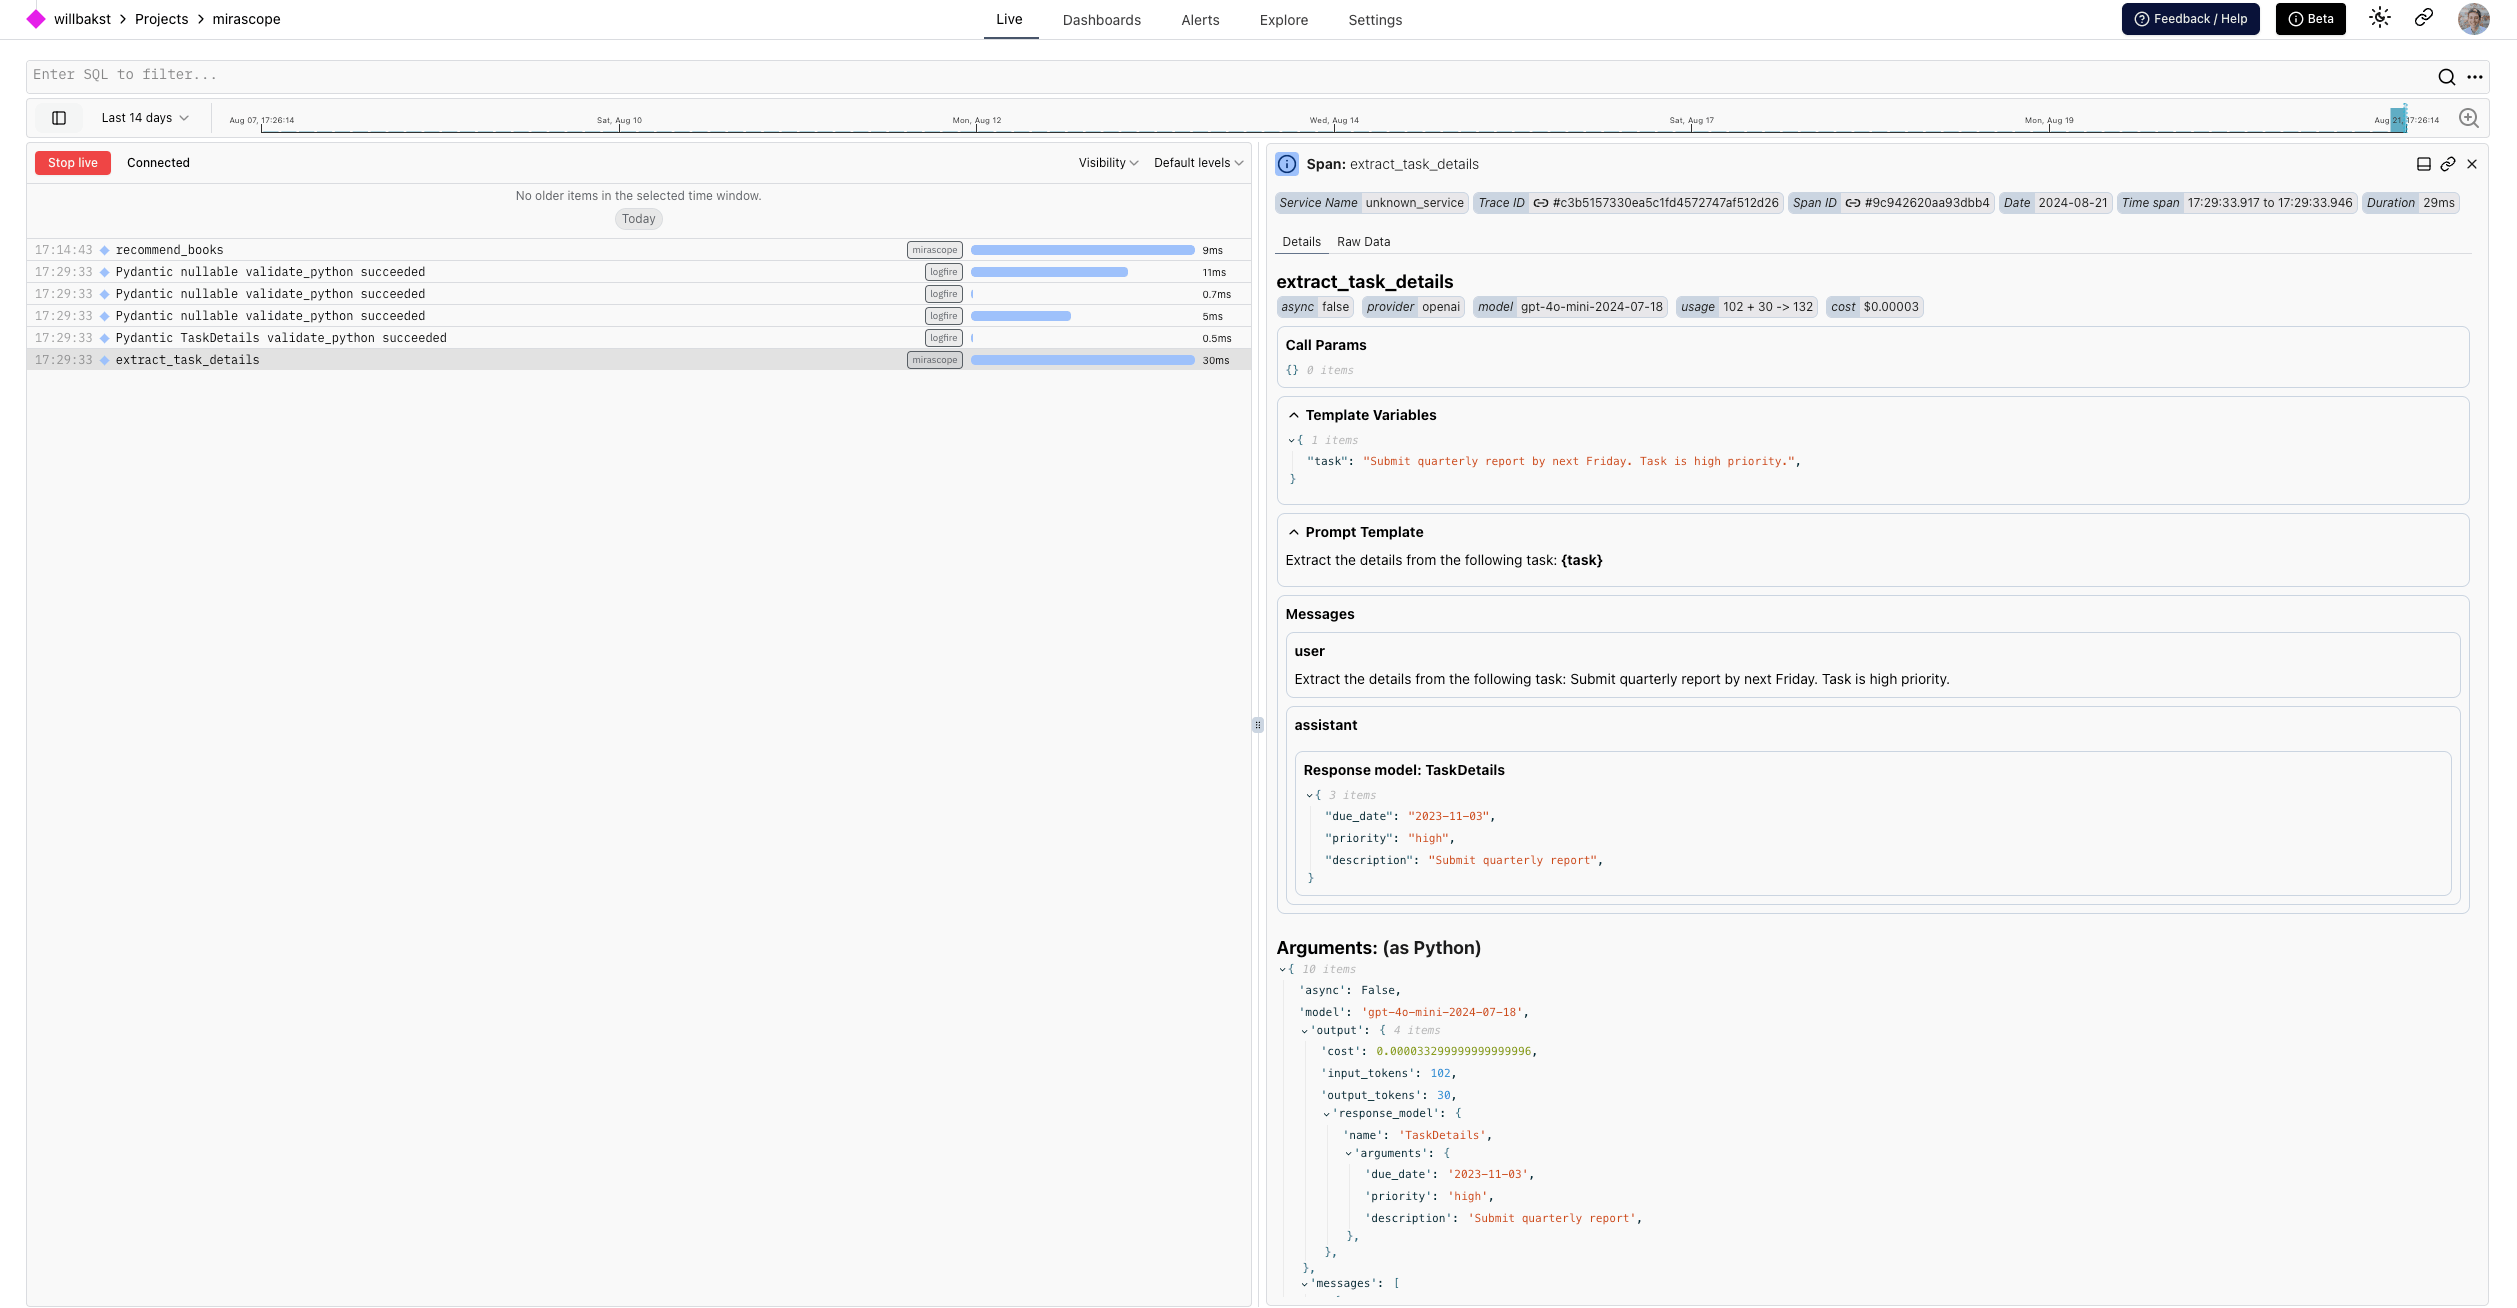 willbakst > Projects > mirascope
Live Dashboards Alerts Explore Settings
Feedback / Help Beta
Enter SQL to filter...
Last 14 days
Aug 07, 17:26:14 Sat, Aug 10 Mon, Aug 12 Wed, Aug 14 Sat, Aug 17 Mon, Aug 19 Aug 21, 17:26:14
Stop live Connected Visibility Default levels
No older items in the selected time window.
Today
17:14:43 recommend_books mirascope 9ms
17:29:33 Pydantic nullable validate_python succeeded logfire 11ms
17:29:33 Pydantic nullable validate_python succeeded logfire 0.7ms
17:29:33 Pydantic nullable validate_python succeeded logfire 5ms
17:29:33 Pydantic TaskDetails validate_python succeeded logfire 0.5ms
17:29:33 extract_task_details mirascope 30ms
Span: extract_task_details
Service Name unknown_service Trace ID #c3b5157330ea5c1fd4572747af512d26 Span ID #9c942620aa93dbb4 Date 2024-08-21 Time span 17:29:33.917 to 17:29:33.946 Duration 29ms
Details Raw Data
extract_task_details
async false provider openai model gpt-4o-mini-2024-07-18 usage 102 + 30 -> 132 cost $0.00003
Call Params
{} 0 items
Template Variables
{ 1 items
"task": "Submit quarterly report by next Friday. Task is high priority.",
}
Prompt Template
Extract the details from the following task: {task}
Messages
user
Extract the details from the following task: Submit quarterly report by next Friday. Task is high priority.
assistant
Response model: TaskDetails
{ 3 items
"due_date": "2023-11-03",
"priority": "high",
"description": "Submit quarterly report",
}
Arguments: (as Python)
{ 10 items
'async': False,
'model': 'gpt-4o-mini-2024-07-18',
'output': { 4 items
'cost': 0.000033299999999999996,
'input_tokens': 102,
'output_tokens': 30,
'response_model': {
'name': 'TaskDetails',
'arguments': {
'due_date': '2023-11-03',
'priority': 'high',
'description': 'Submit quarterly report',
},
},
},
'messages': [